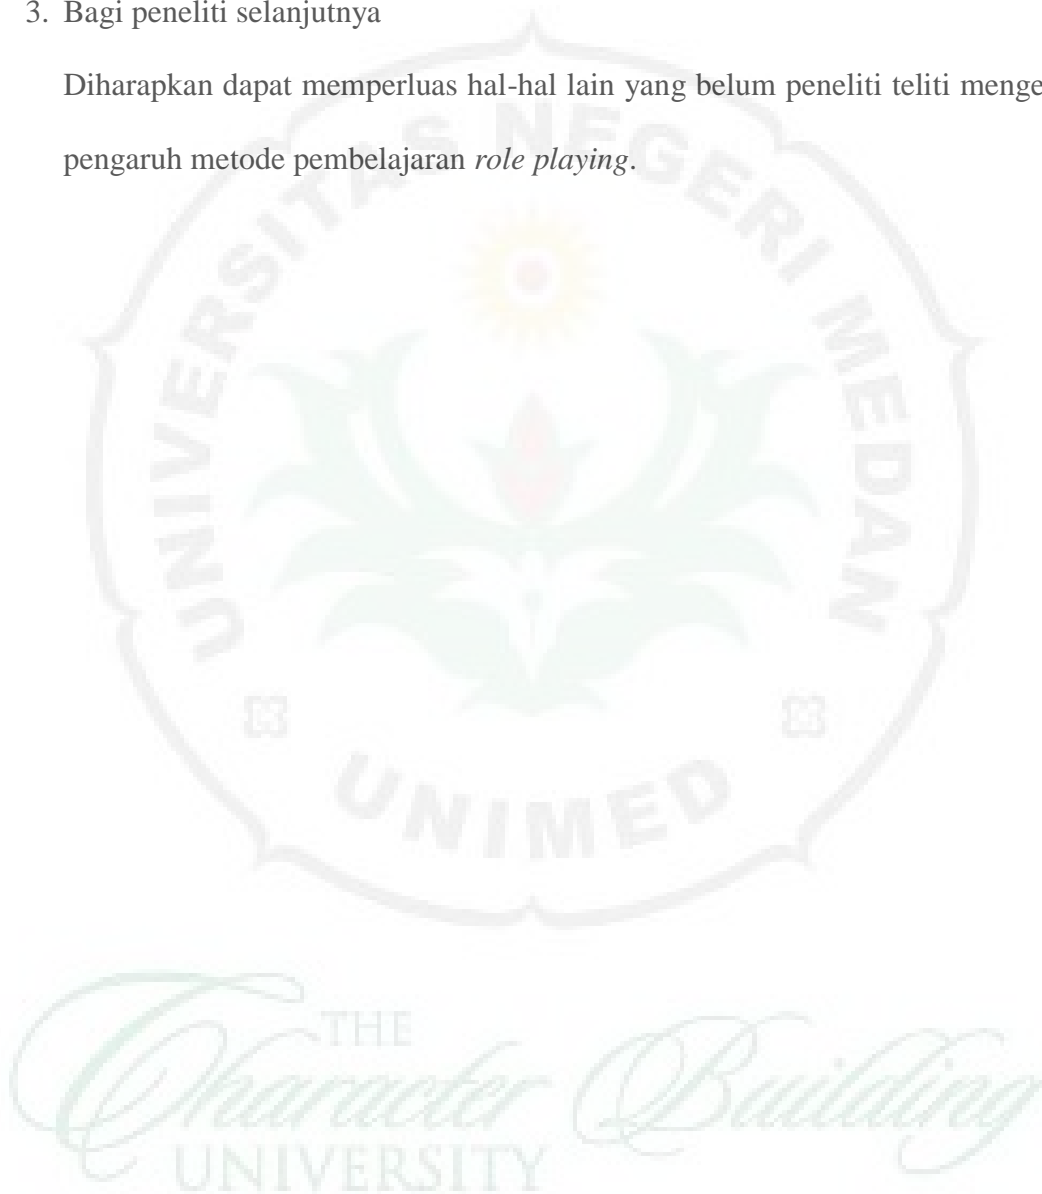 3. Bagi peneliti selanjutnya
Diharapkan dapat memperluas hal-hal lain yang belum peneliti teliti menge
pengaruh metode pembelajaran role playing.
UNIVERSITAS NEGERI MEDAN
UNIMED
THE
Character Building
UNIVERSITY